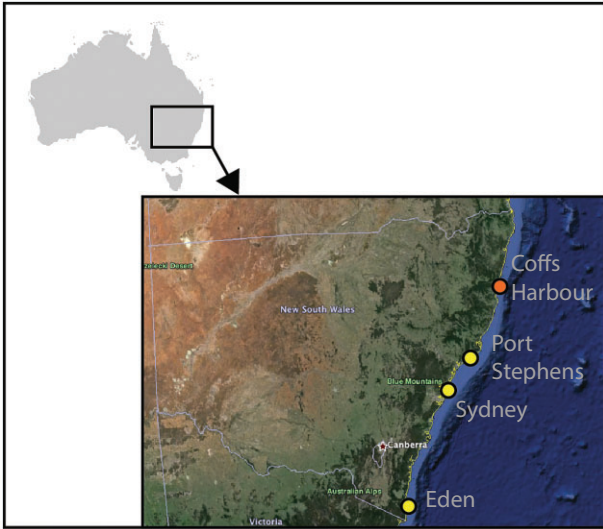 Coffs
Harbour
New South Wales
Port
Stephens
Blue Mountains
Sydney
Canberra
Australian Alps
Eden
Victoria